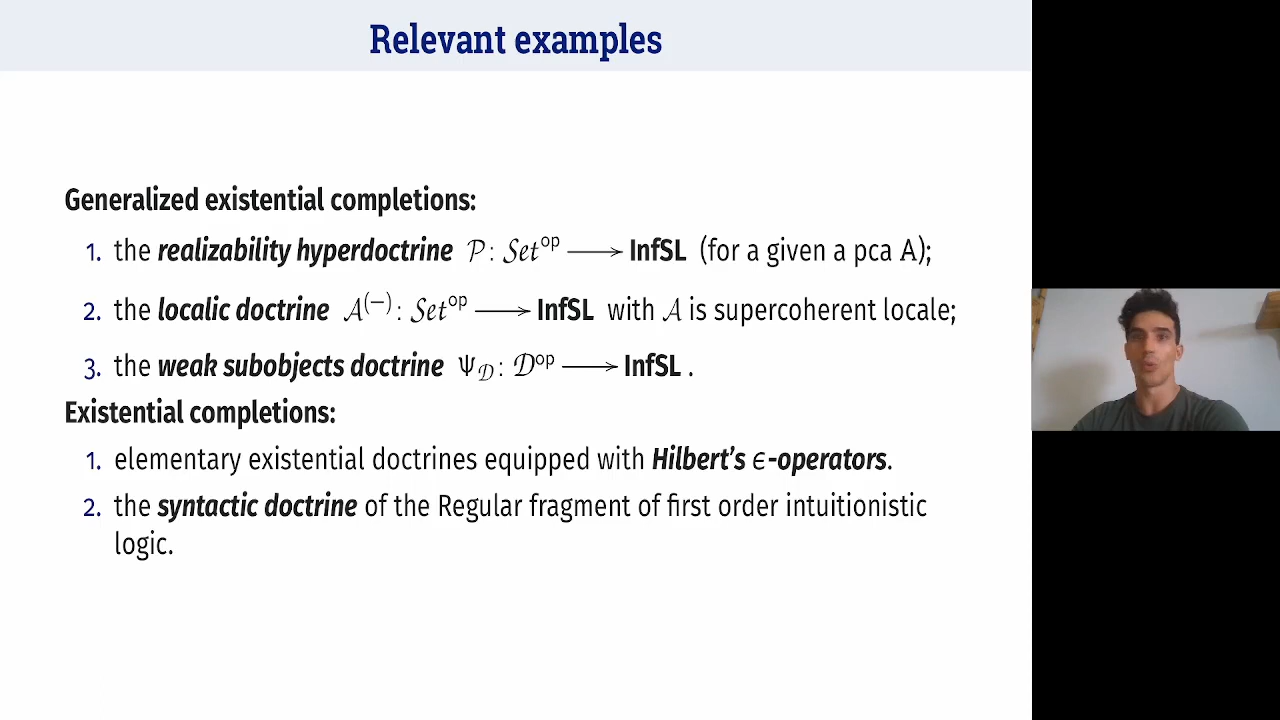 Relevant examples
Generalized existential completions:
1. the realizability hyperdoctrine 𝒫: 𝒮et^op ⟶ InfSL (for a given a pca A);
2. the localic doctrine 𝒜^(−): 𝒮et^op ⟶ InfSL with 𝒜 is supercoherent locale;
3. the weak subobjects doctrine Ψ_𝒟: 𝒟^op ⟶ InfSL .
Existential completions:
1. elementary existential doctrines equipped with Hilbert's ϵ-operators.
2. the syntactic doctrine of the Regular fragment of first order intuitionistic
logic.